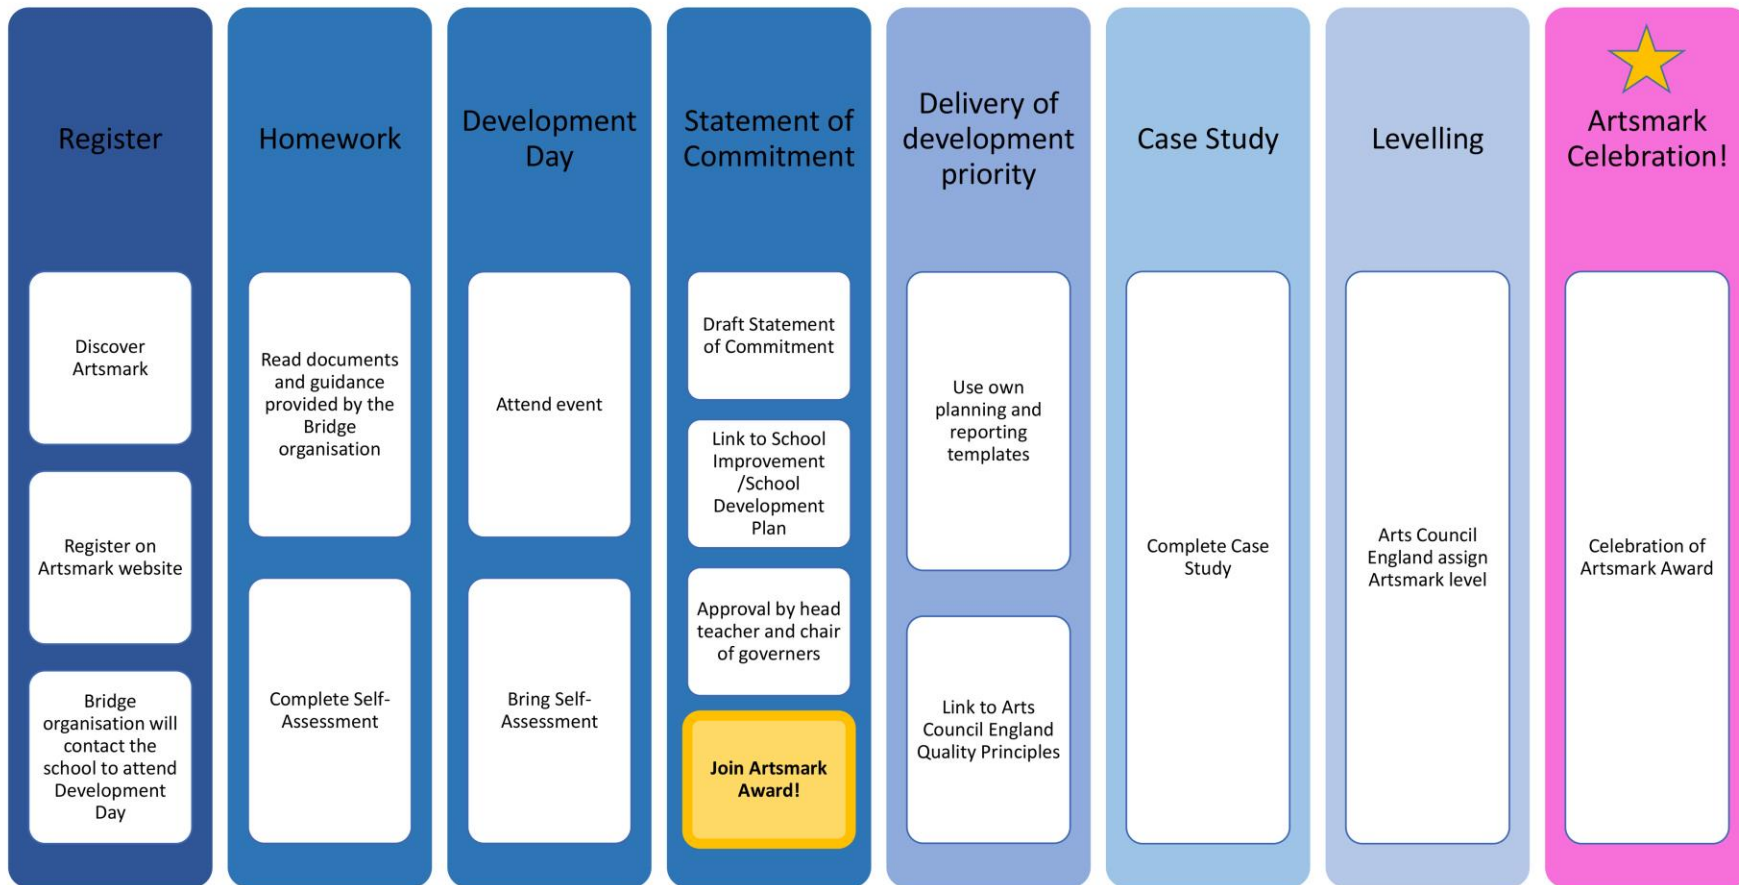 Register
Discover
Artsmark
Register on
Artsmark website
Bridge
organisation will
contact the
school to attend
Development
Day
Homework
Read documents
and guidance
provided by the
Bridge
organisation
Complete Self-
Assessment
Development
Day
Attend event
Bring Self-
Assessment
Statement of
Commitment
Draft Statement
of Commitment
Link to School
Improvement
/School
Development
Plan
Approval by head
teacher and chair
of governers
Join Artsmark
Award!
Delivery of
development
priority
Use own
planning and
reporting
templates
Link to Arts
Council England
Quality Principles
Case Study
Complete Case
Study
Levelling
Arts Council
England assign
Artsmark level
Artsmark
Celebration!
Celebration of
Artsmark Award